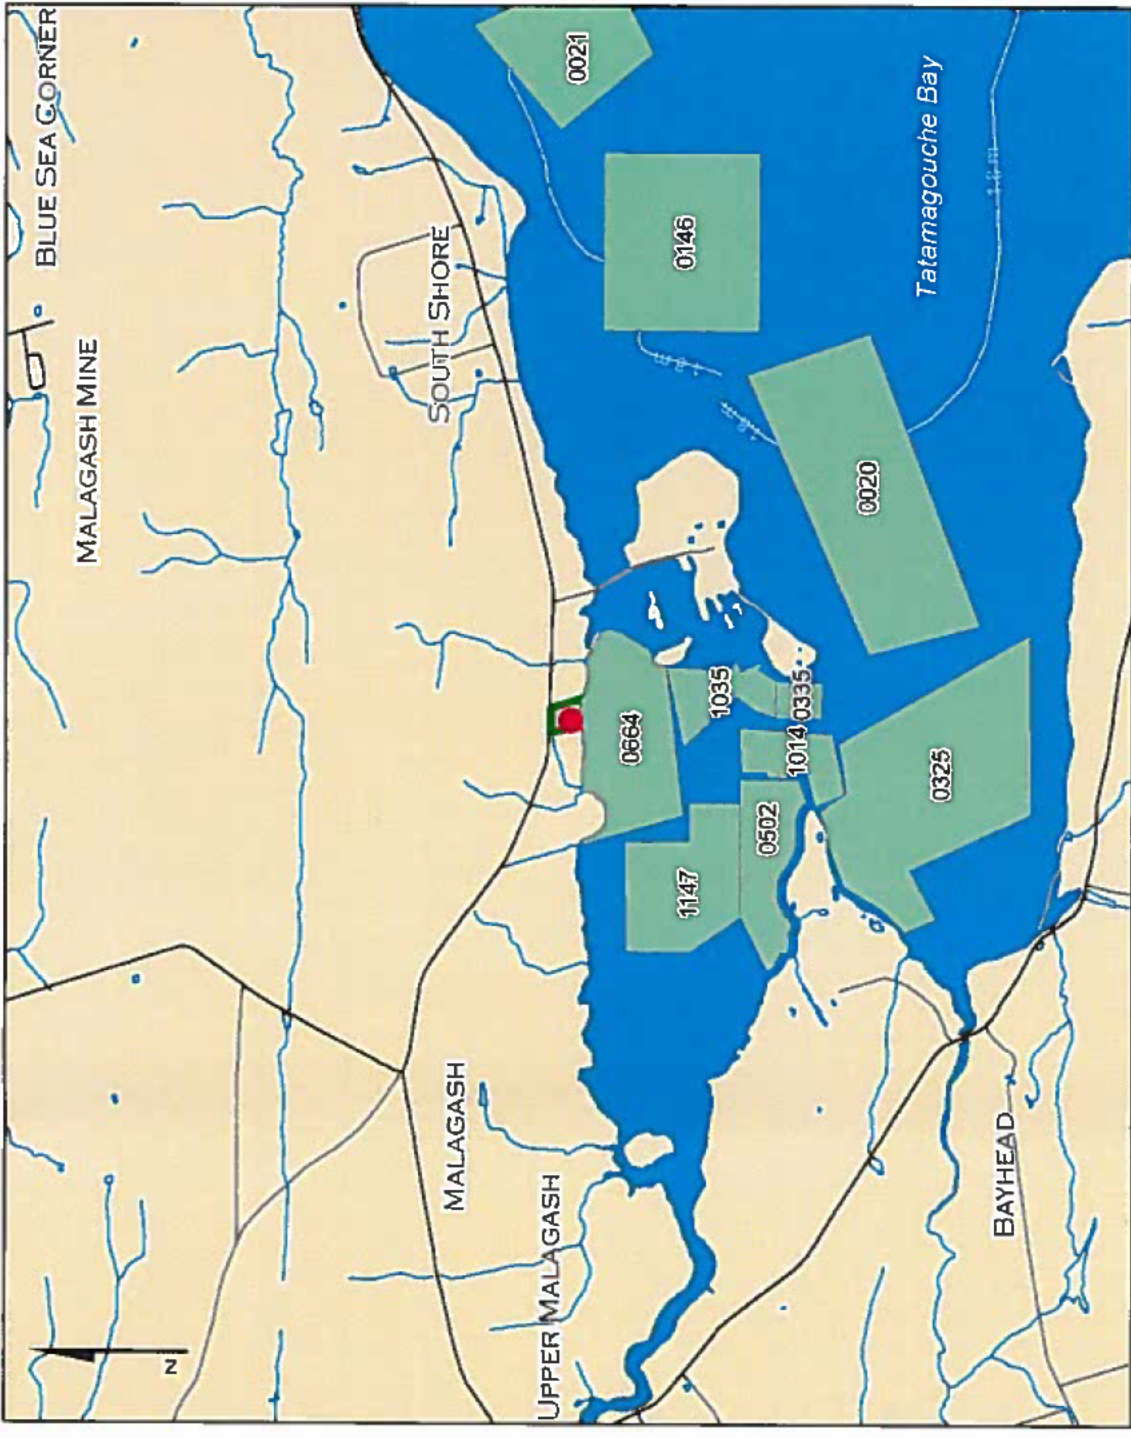 BLUE SEA CORNER
MALAGASH MINE
N
SOUTH SHORE
MALAGASH
UPPER MALAGASH
0021
0664
0146
1147
1035
0502
1014
0335
0020
Tatamagouche Bay
0325
BAYHEAD